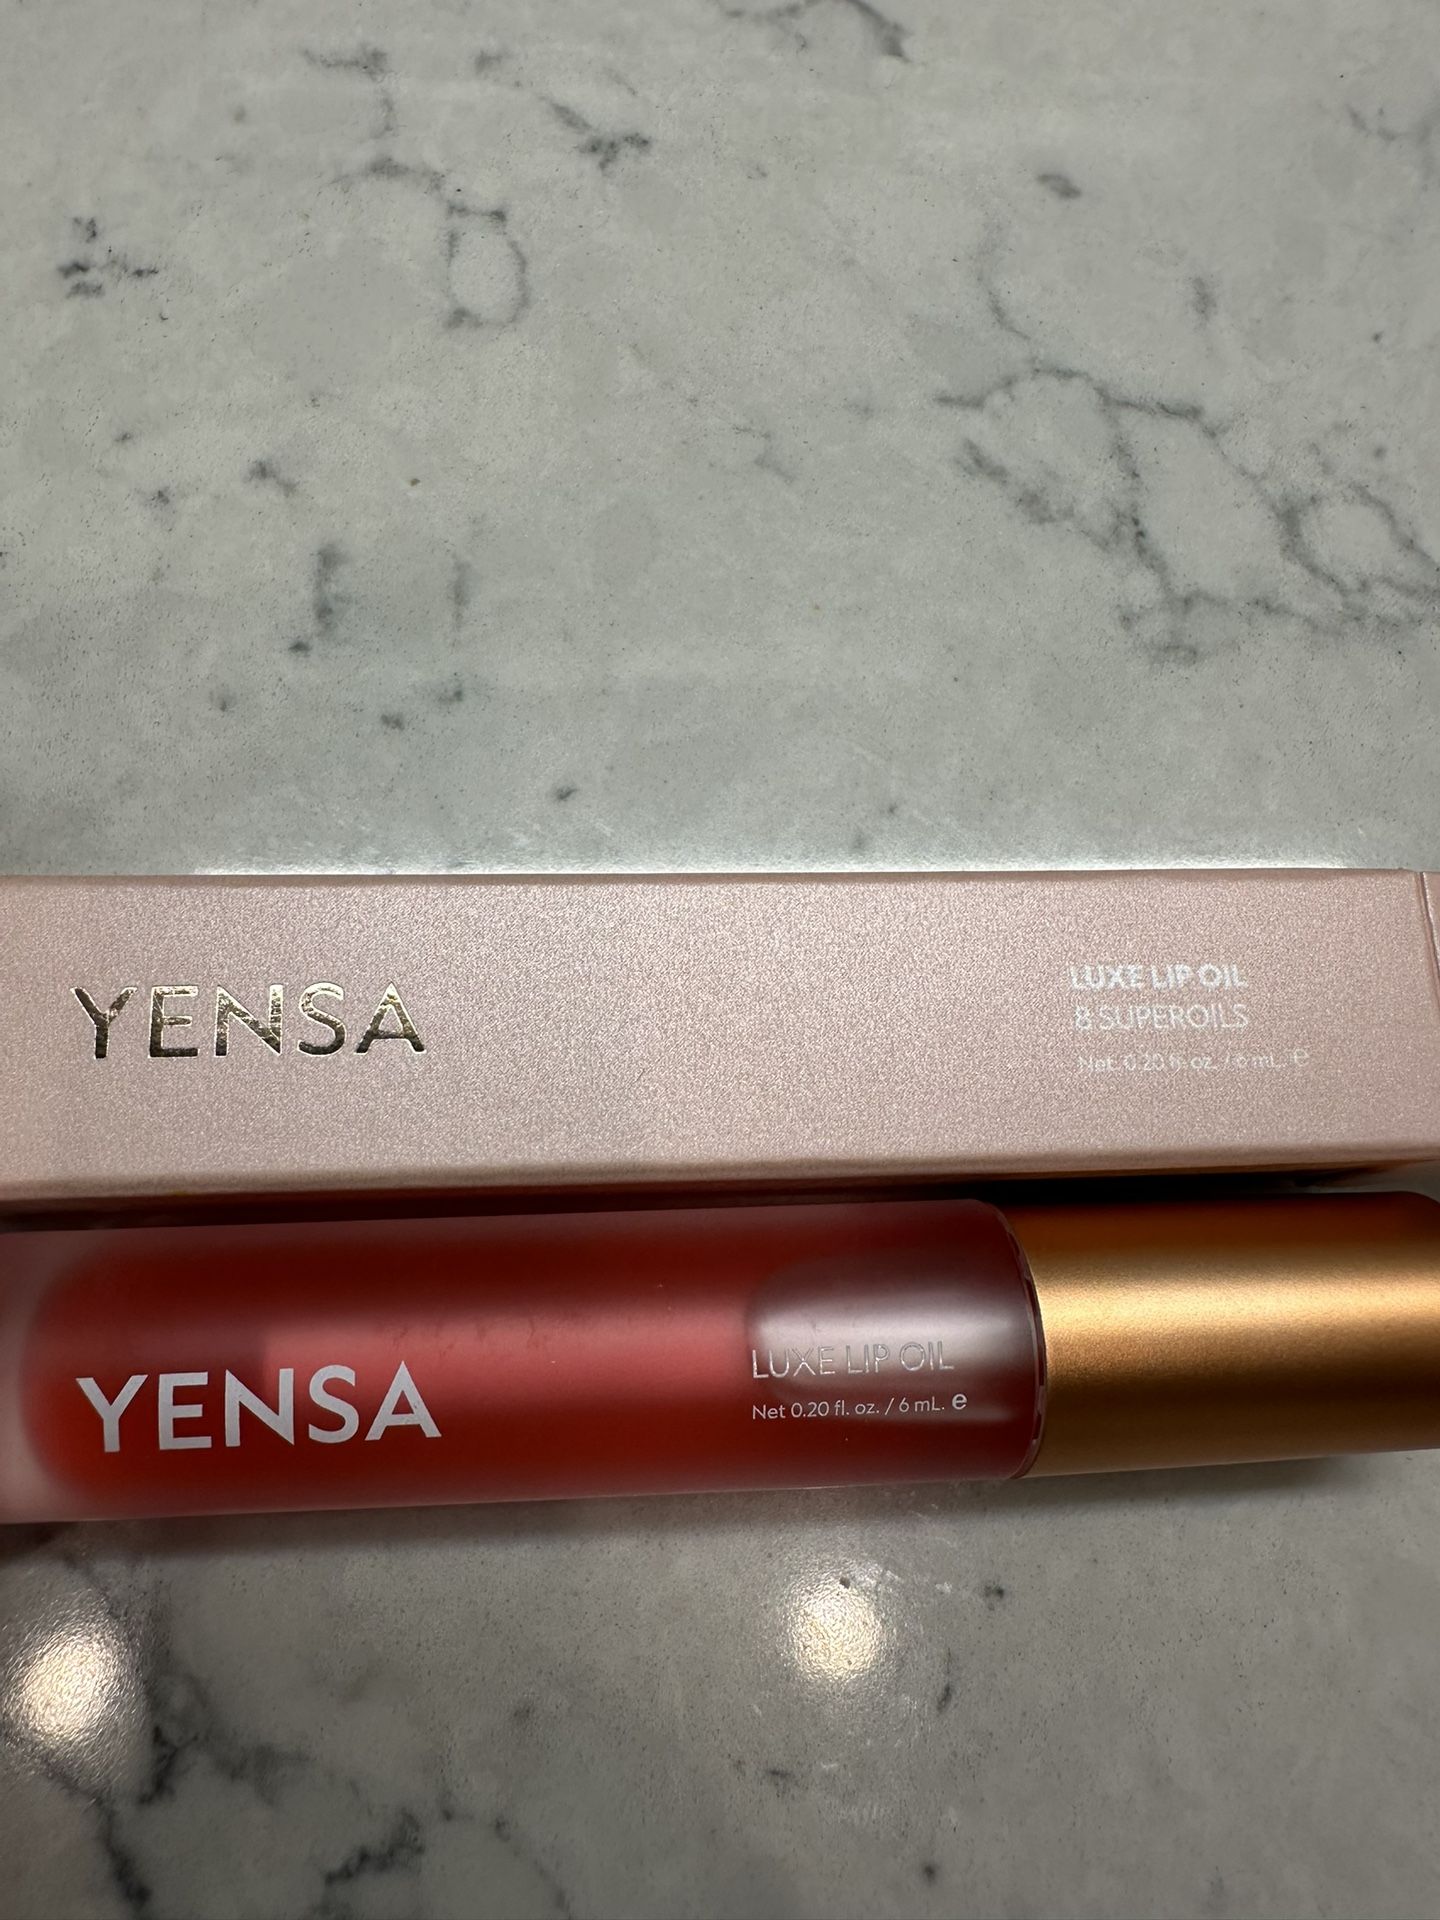 YENSA
LUXE LIP OIL
8 SUPEROILS
Net. 0.20 fl. oz. / 6 mL. e
YENSA
LUXE LIP OIL
Net 0.20 fl. oz. / 6 mL. e